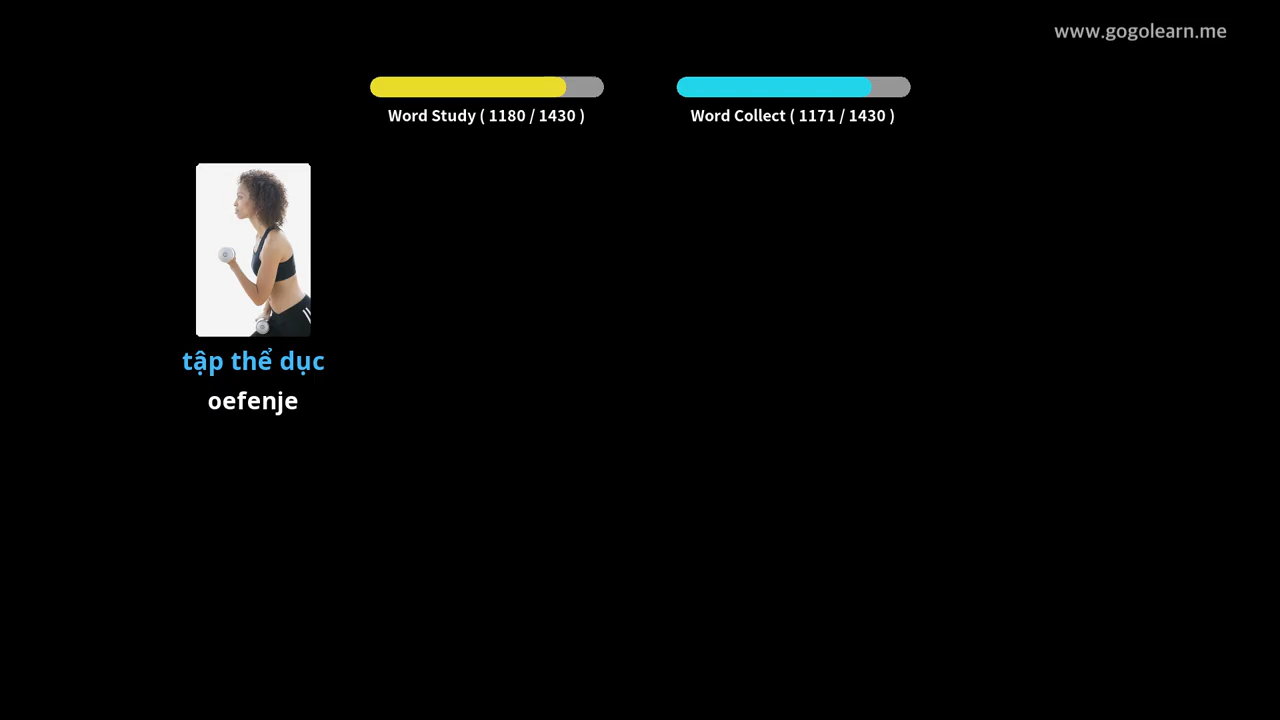 www.gogolearn.me
Word Study ( 1180 / 1430 )
Word Collect ( 1171 / 1430 )
tập thể dục
oefenje